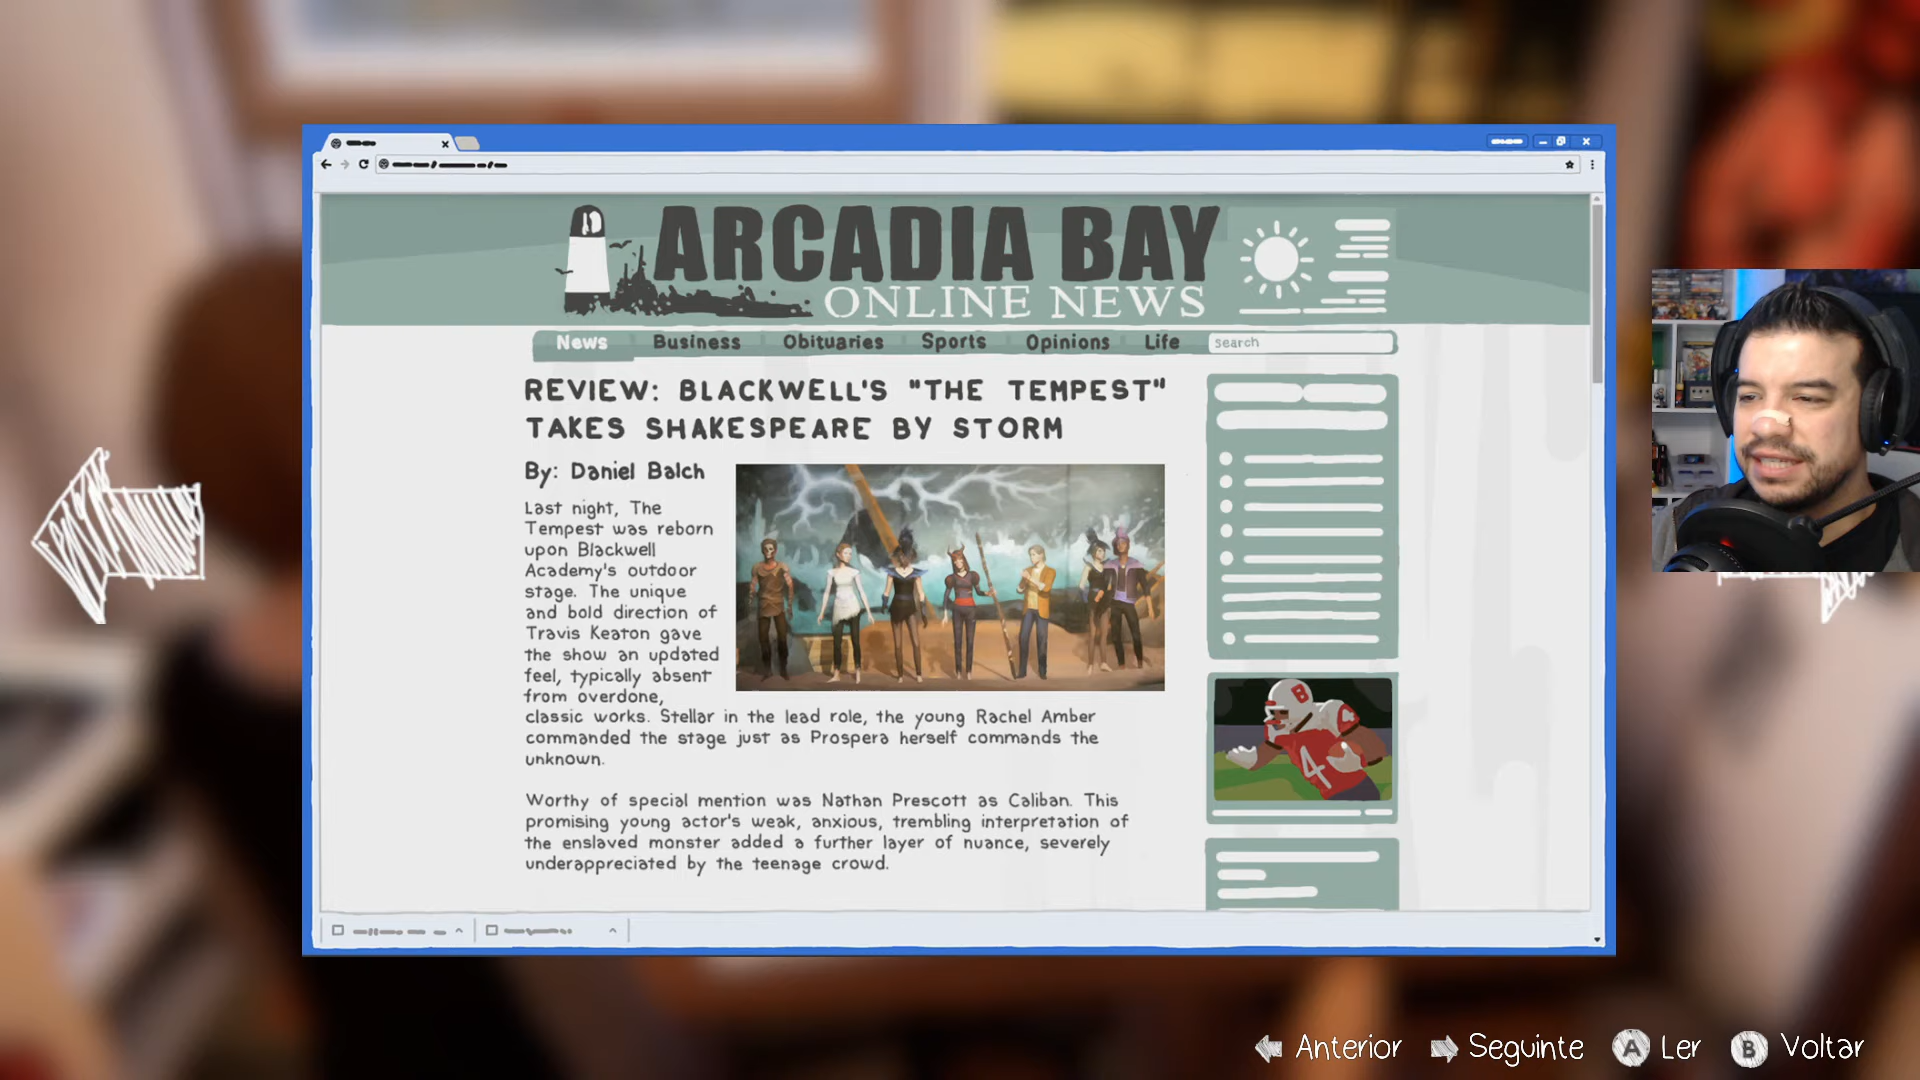 ARCADIA BAY
ONLINE NEWS
News Business Obituaries Sports Opinions Life search
REVIEW: BLACKWELL'S "THE TEMPEST"
TAKES SHAKESPEARE BY STORM
By: Daniel Balch
Last night, The
Tempest was reborn
upon Blackwell
Academy's outdoor
stage. The unique
and bold direction of
Travis Keaton gave
the show an updated
feel, typically absent
from overdone,
classic works. Stellar in the lead role, the young Rachel Amber
commanded the stage just as Prospera herself commands the
unknown.
Worthy of special mention was Nathan Prescott as Caliban. This
promising young actor's weak, anxious, trembling interpretation of
the enslaved monster added a further layer of nuance, severely
underappreciated by the teenage crowd.
B
4
4
Anterior Seguinte A Ler B Voltar